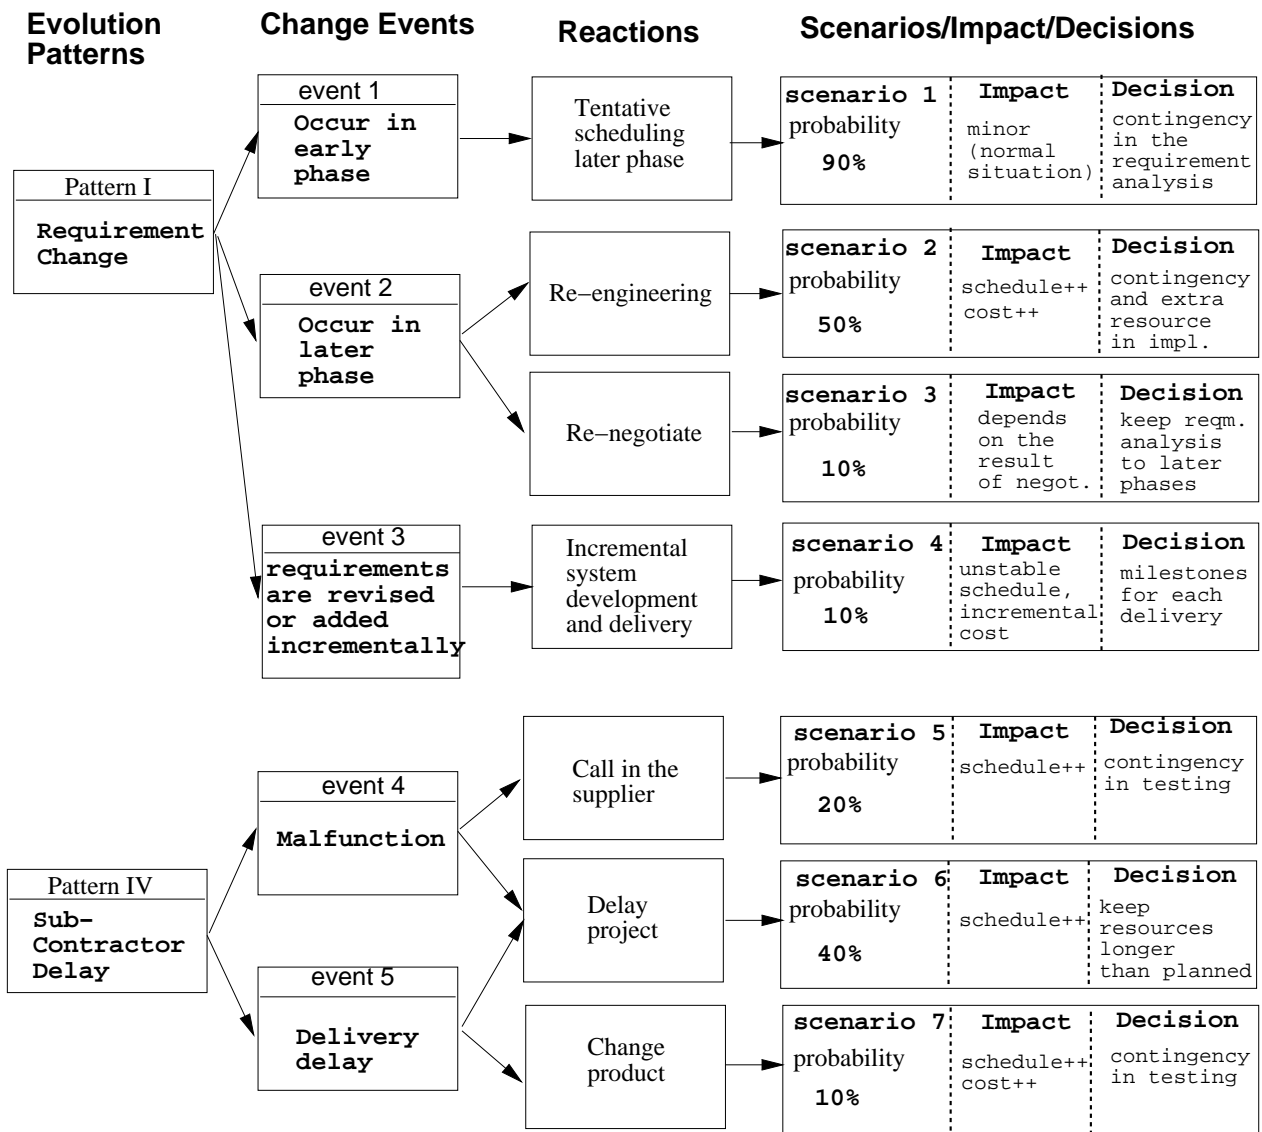 Evolution
Patterns
Change Events
Reactions
Scenarios/Impact/Decisions
Pattern I
Requirement
Change
event 1
Occur in
early
phase
Tentative
scheduling
later phase
scenario 1
probability
90%
Impact
minor
(normal
situation)
Decision
contingency
in the
requirement
analysis
event 2
Occur in
later
phase
Re−engineering
scenario 2
probability
50%
Impact
schedule++
cost++
Decision
contingency
and extra
resource
in impl.
Re−negotiate
scenario 3
probability
10%
Impact
depends
on the
result
of negot.
Decision
keep reqm.
analysis
to later
phases
event 3
requirements
are revised
or added
incrementally
Incremental
system
development
and delivery
scenario 4
probability
10%
Impact
unstable
schedule,
incremental
cost
Decision
milestones
for each
delivery
Pattern IV
Sub−
Contractor
Delay
event 4
Malfunction
Call in the
supplier
scenario 5
probability
20%
Impact
schedule++
Decision
contingency
in testing
Delay
project
scenario 6
probability
40%
Impact
schedule++
Decision
keep
resources
longer
than planned
event 5
Delivery
delay
Change
product
scenario 7
probability
10%
Impact
schedule++
cost++
Decision
contingency
in testing